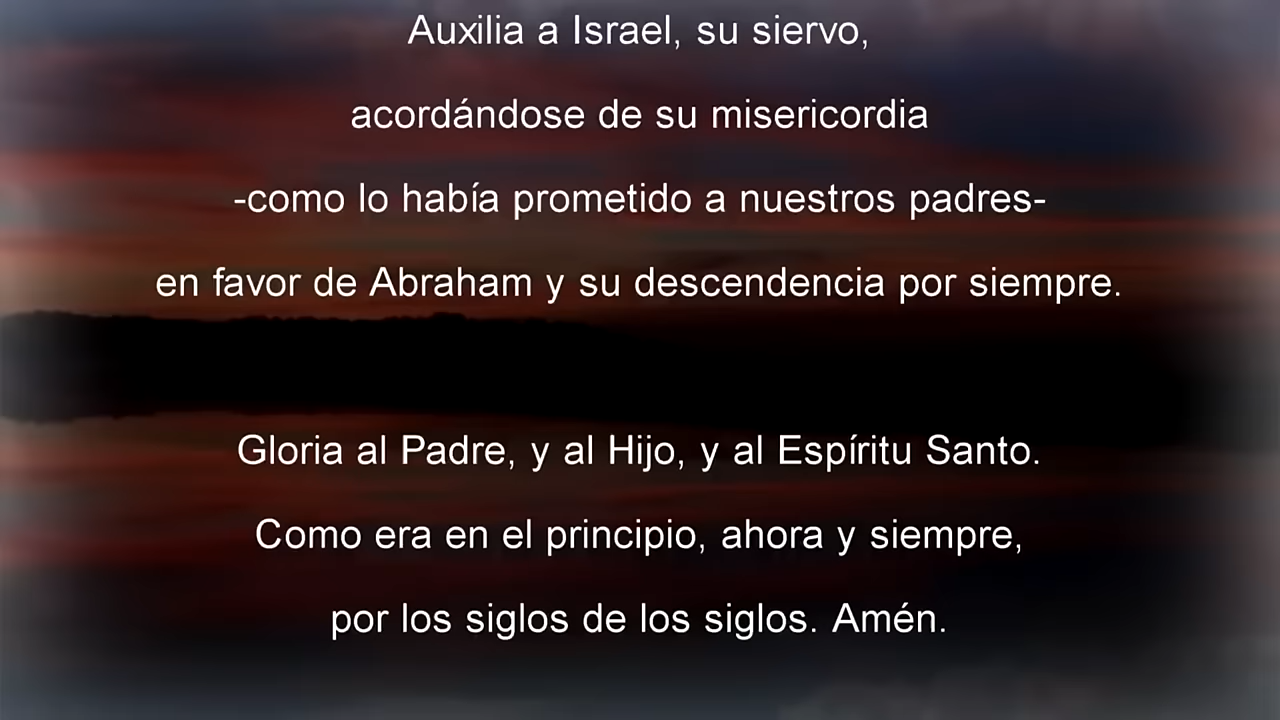 Auxilia a Israel, su siervo,
acordándose de su misericordia
-como lo había prometido a nuestros padres-
en favor de Abraham y su descendencia por siempre.
Gloria al Padre, y al Hijo, y al Espíritu Santo.
Como era en el principio, ahora y siempre,
por los siglos de los siglos. Amén.